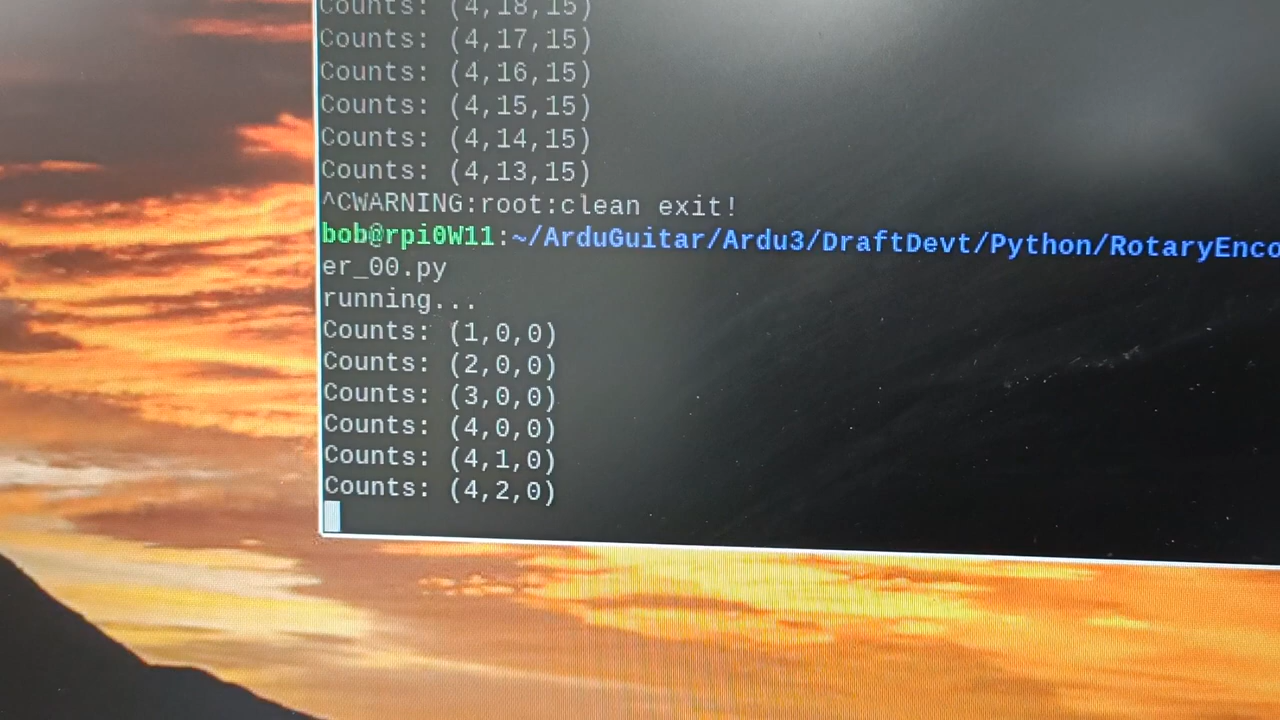 Counts: (4,18,15)
Counts: (4,17,15)
Counts: (4,16,15)
Counts: (4,15,15)
Counts: (4,14,15)
Counts: (4,13,15)
^CWARNING:root:clean exit!
bob@rpi0W11:~/ArduGuitar/Ardu3/DraftDevt/Python/RotaryEnco
er_00.py
running...
Counts: (1,0,0)
Counts: (2,0,0)
Counts: (3,0,0)
Counts: (4,0,0)
Counts: (4,1,0)
Counts: (4,2,0)